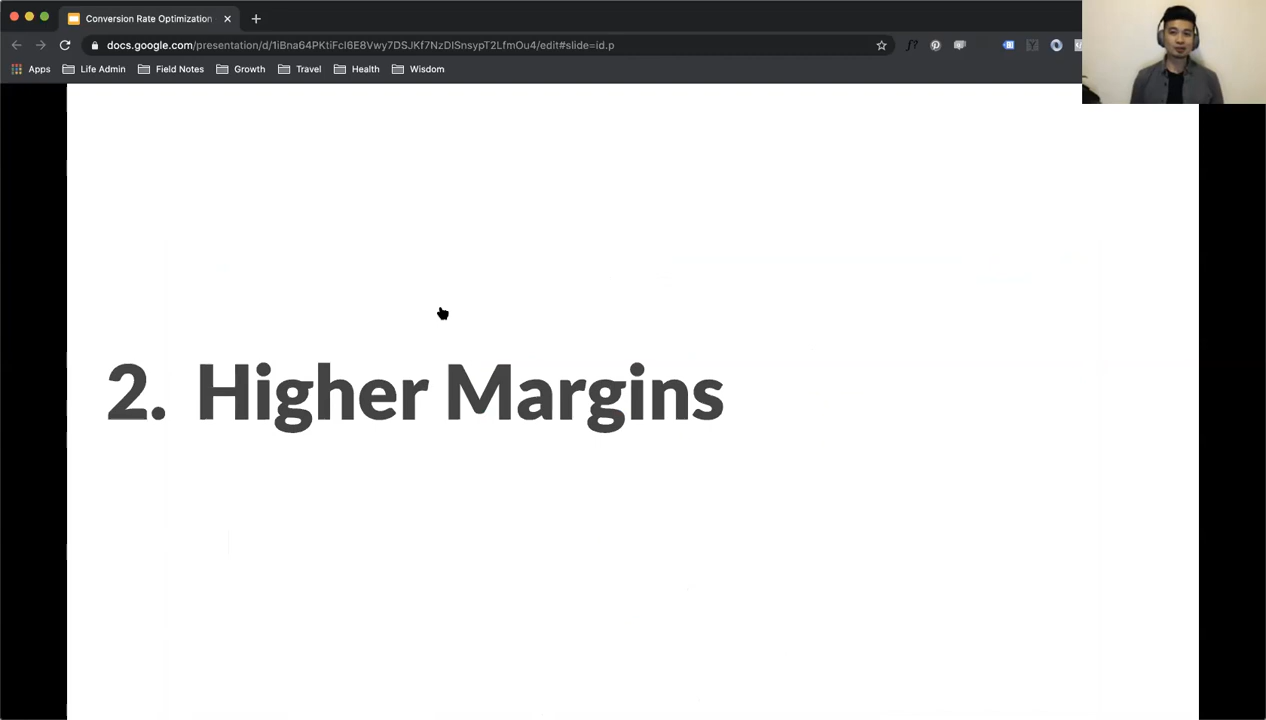 Conversion Rate Optimization
docs.google.com/presentation/d/1iBna64PKtiFcI6E8Vwy7DSJKf7NzDISnsypT2LfmOu4/edit#slide=id.p
Apps Life Admin Field Notes Growth Travel Health Wisdom
2. Higher Margins